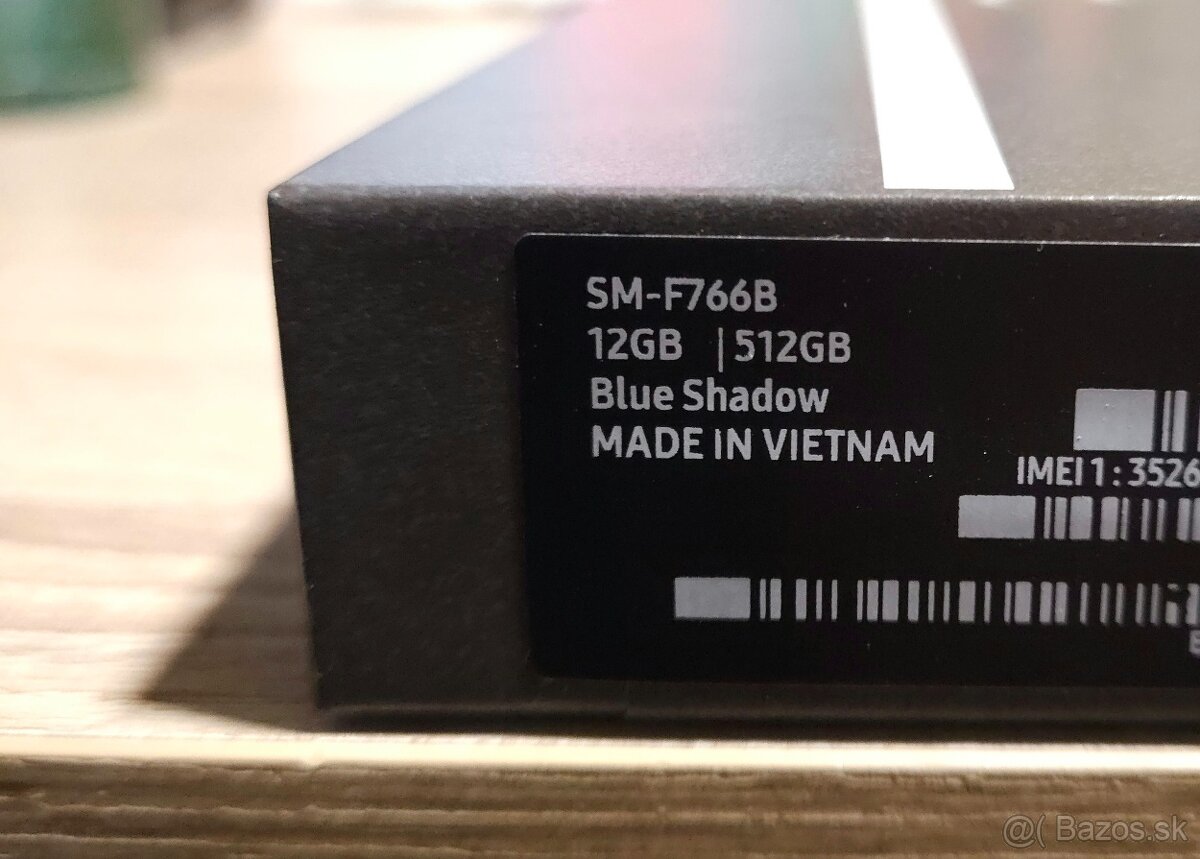 SM-F766B
12GB | 512GB
Blue Shadow
MADE IN VIETNAM
IMEI 1 : 3526
@( Bazos.sk